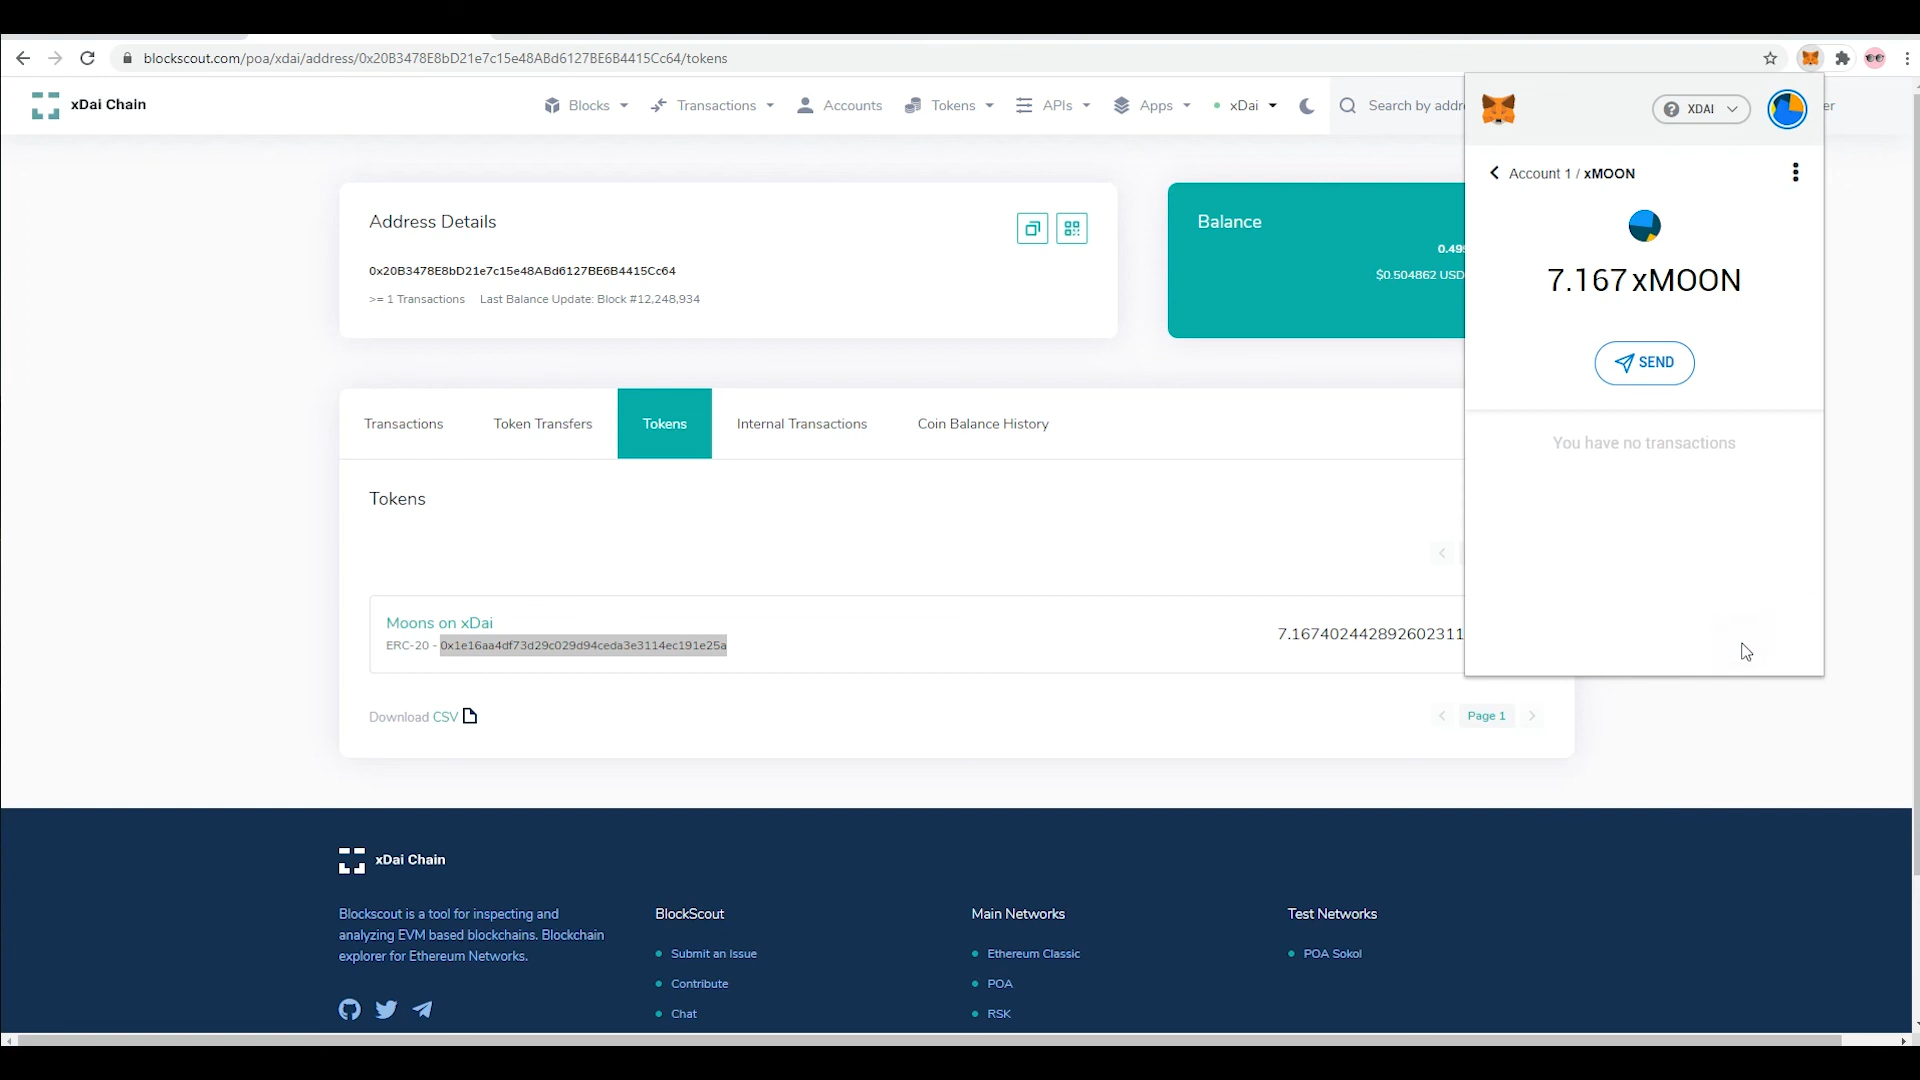 blockscout.com/poa/xdai/address/0x20B3478E8bD21e7c15e48ABd6127BE6B4415Cc64/tokens
xDai Chain
Blocks
Transactions
Accounts
Tokens
APIs
Apps
xDai
Search by addre
er
XDAI
Account 1 / xMOON
7.167 xMOON
SEND
You have no transactions
Address Details
0x20B3478E8bD21e7c15e48ABd6127BE6B4415Cc64
>= 1 Transactions Last Balance Update: Block #12,248,934
Balance
0.499
$0.504862 USD
Transactions
Token Transfers
Tokens
Internal Transactions
Coin Balance History
Tokens
Moons on xDai
ERC-20 - 0x1e16aa4df73d29c029d94ceda3e3114ec191e25a
7.167402442892602311
Download CSV
Page 1
xDai Chain
Blockscout is a tool for inspecting and
analyzing EVM based blockchains. Blockchain
explorer for Ethereum Networks.
BlockScout
Submit an Issue
Contribute
Chat
Main Networks
Ethereum Classic
POA
RSK
Test Networks
POA Sokol